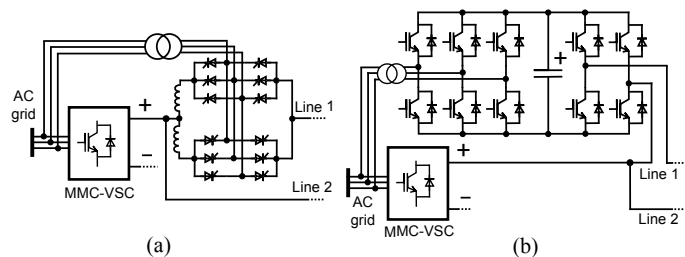 AC
grid
+
−
MMC-VSC
Line 1
Line 2
(a)
+
AC
grid
+
−
MMC-VSC
Line 1
Line 2
(b)